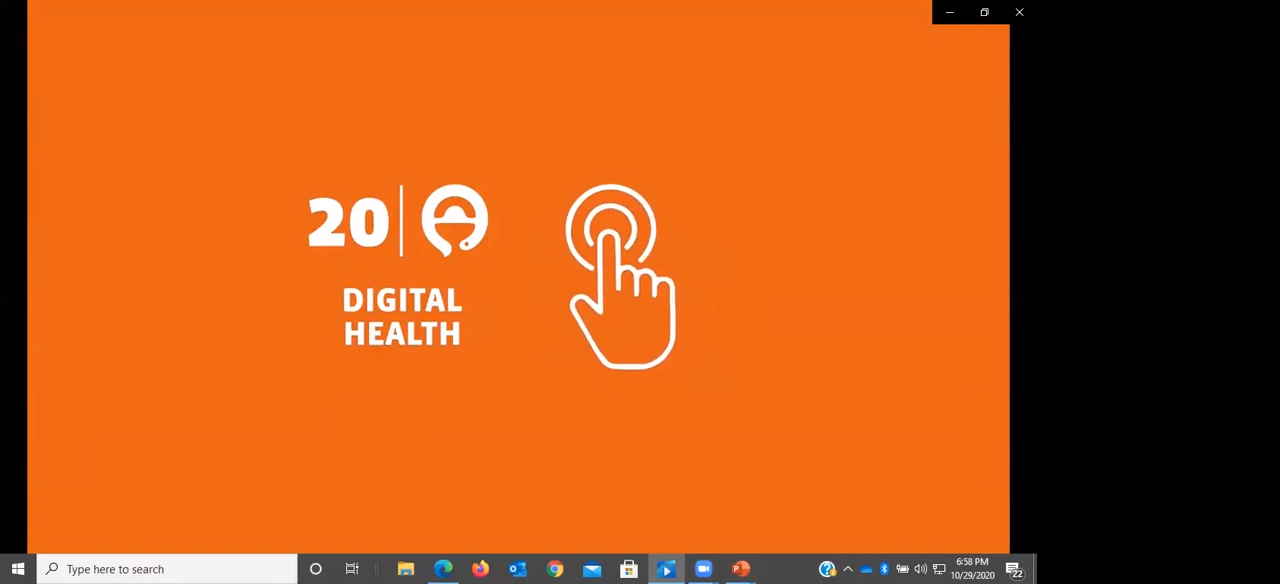 20
DIGITAL
HEALTH
Type here to search
6:58 PM
10/29/2020
22